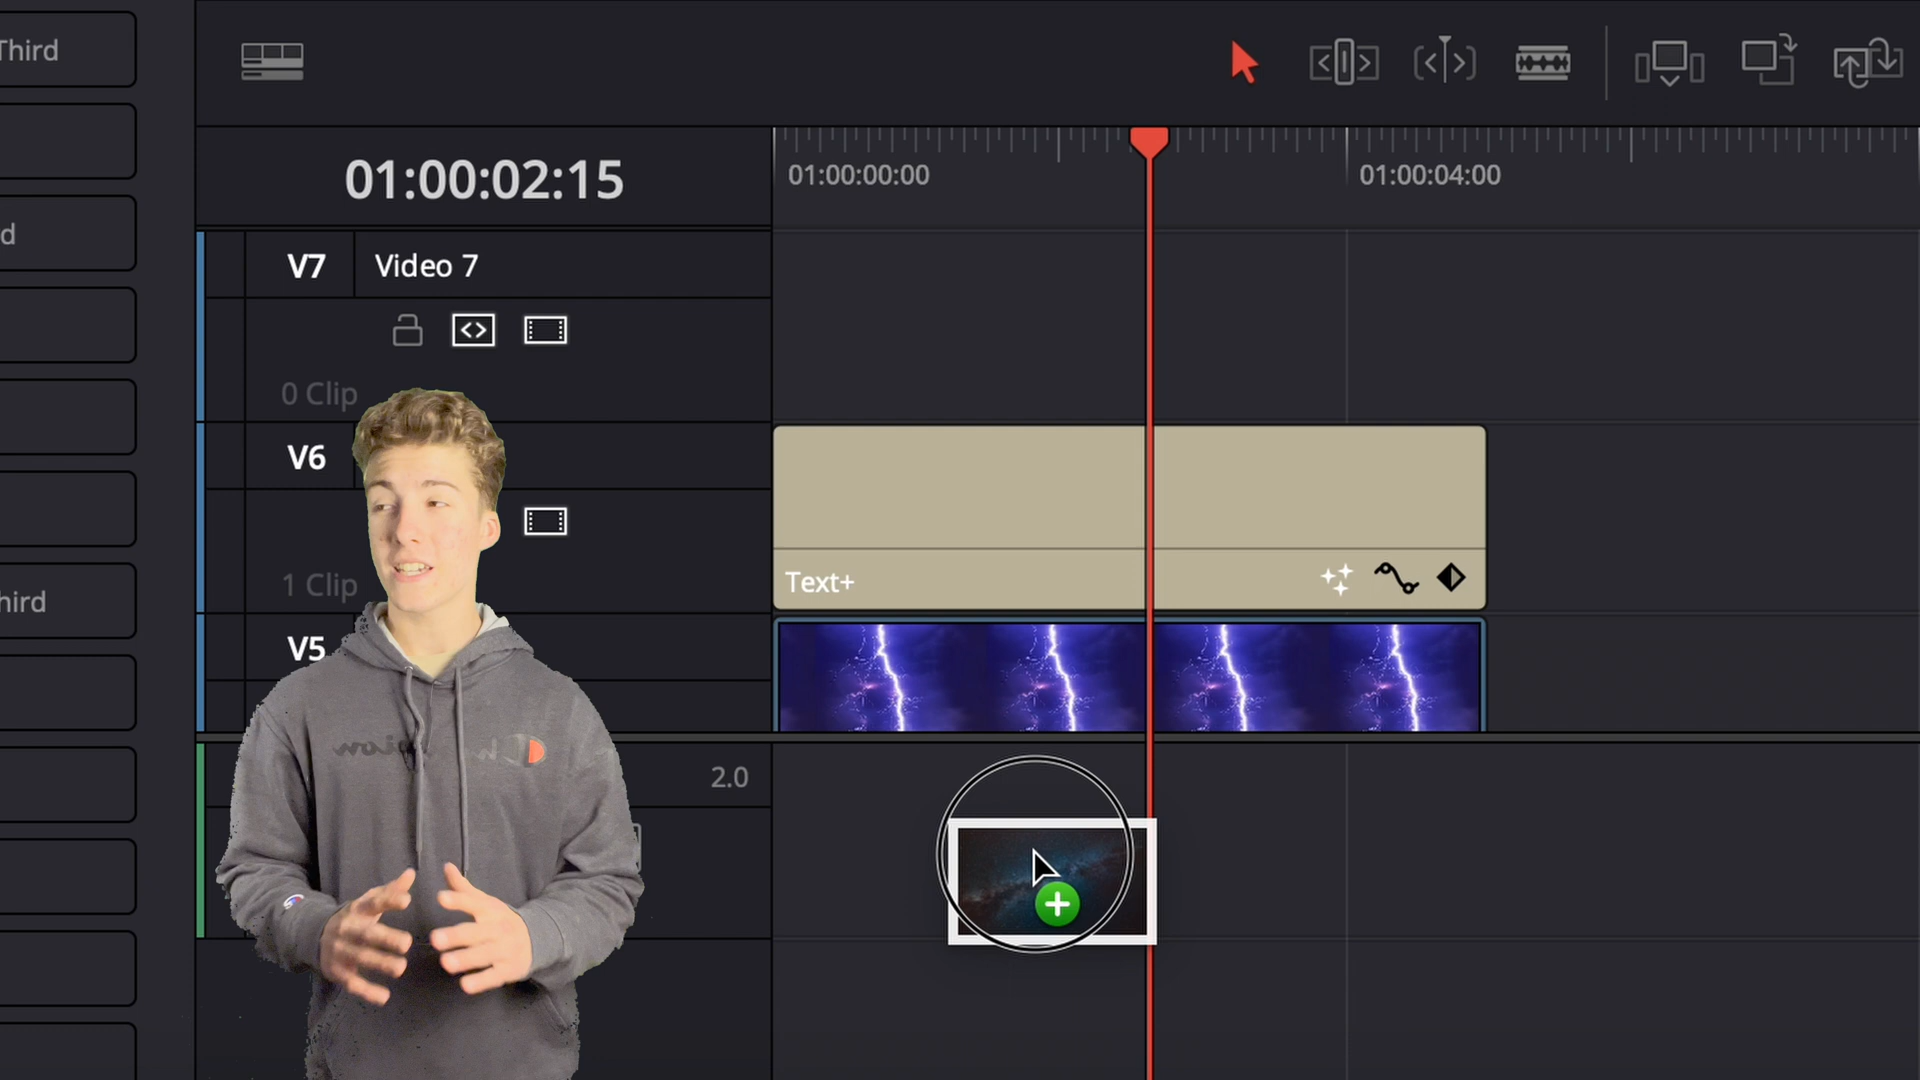 Third
01:00:02:15
01:00:00:00
01:00:04:00
V7
Video 7
d
0 Clip
V6
1 Clip
Text+
hird
V5
2.0